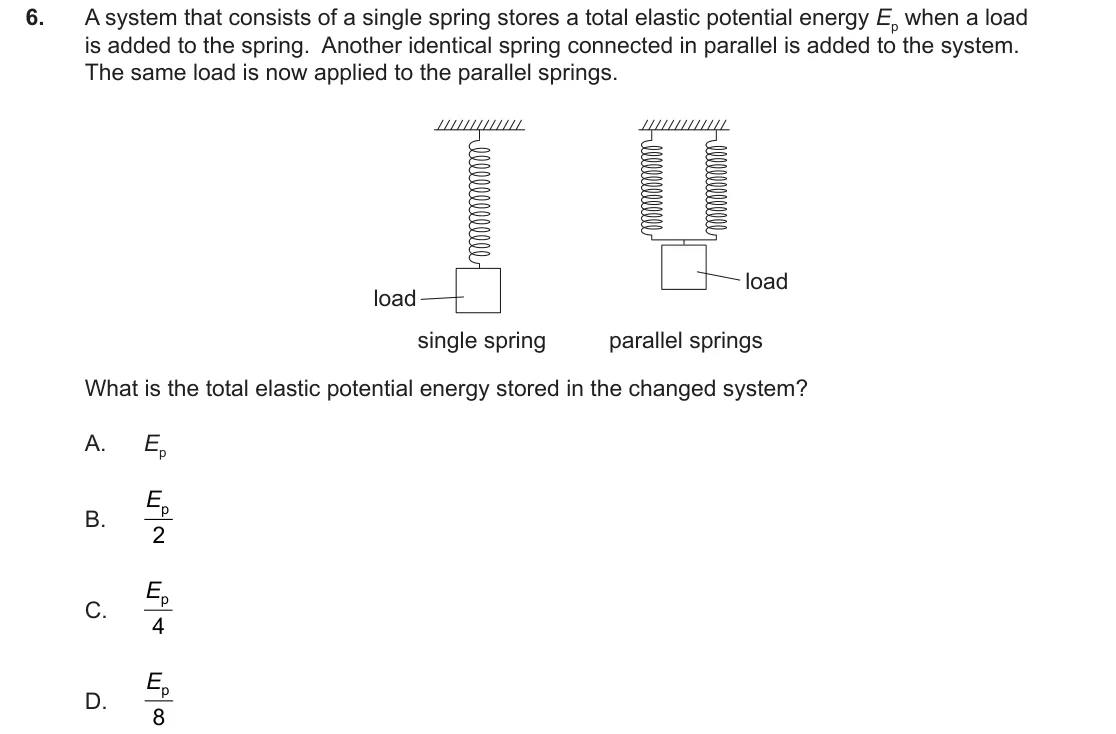 6. A system that consists of a single spring stores a total elastic potential energy Eₚ when a load
is added to the spring. Another identical spring connected in parallel is added to the system.
The same load is now applied to the parallel springs.
load
load
single spring parallel springs
What is the total elastic potential energy stored in the changed system?
A. Eₚ
B. Eₚ/2
C. Eₚ/4
D. Eₚ/8